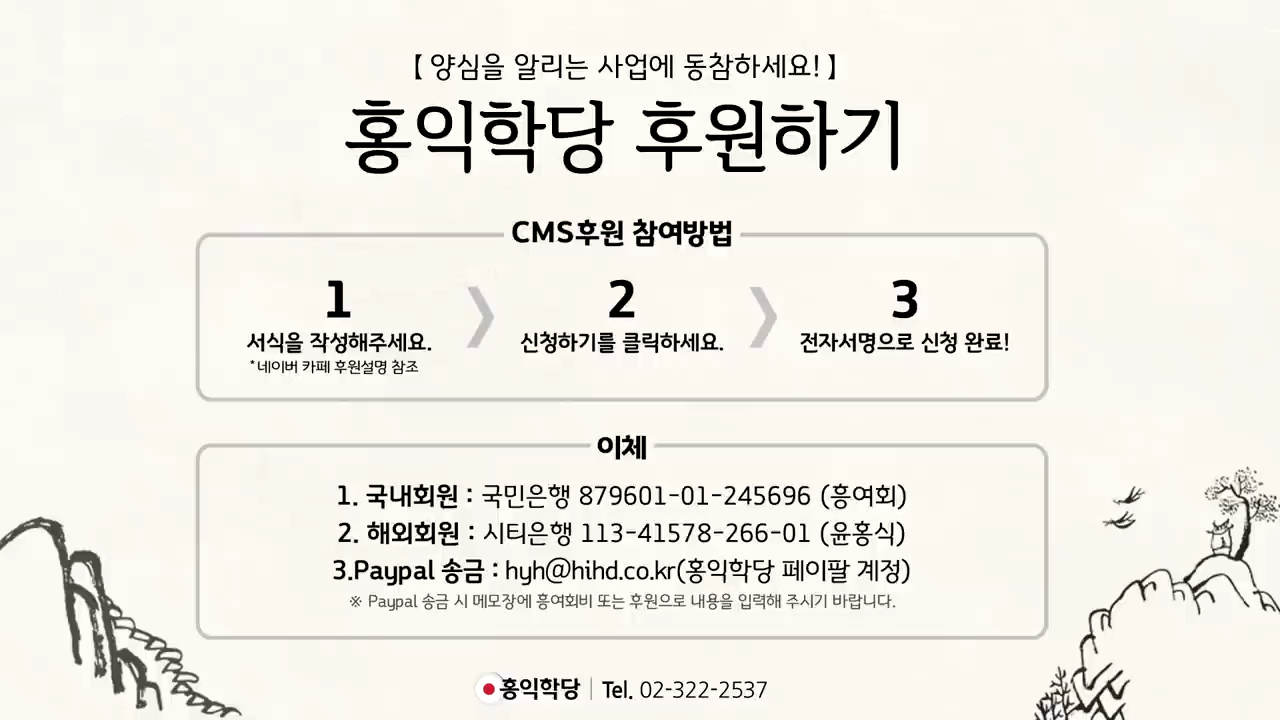 【 양심을 알리는 사업에 동참하세요! 】
홍익학당 후원하기
CMS후원 참여방법
1
서식을 작성해주세요.
*네이버 카페 후원설명 참조
2
신청하기를 클릭하세요.
3
전자서명으로 신청 완료!
이체
1. 국내회원 : 국민은행 879601-01-245696 (흥여회)
2. 해외회원 : 시티은행 113-41578-266-01 (윤홍식)
3.Paypal 송금 : hyh@hihd.co.kr(홍익학당 페이팔 계정)
※ Paypal 송금 시 메모장에 흥여회비 또는 후원으로 내용을 입력해 주시기 바랍니다.
홍익학당 | Tel. 02-322-2537